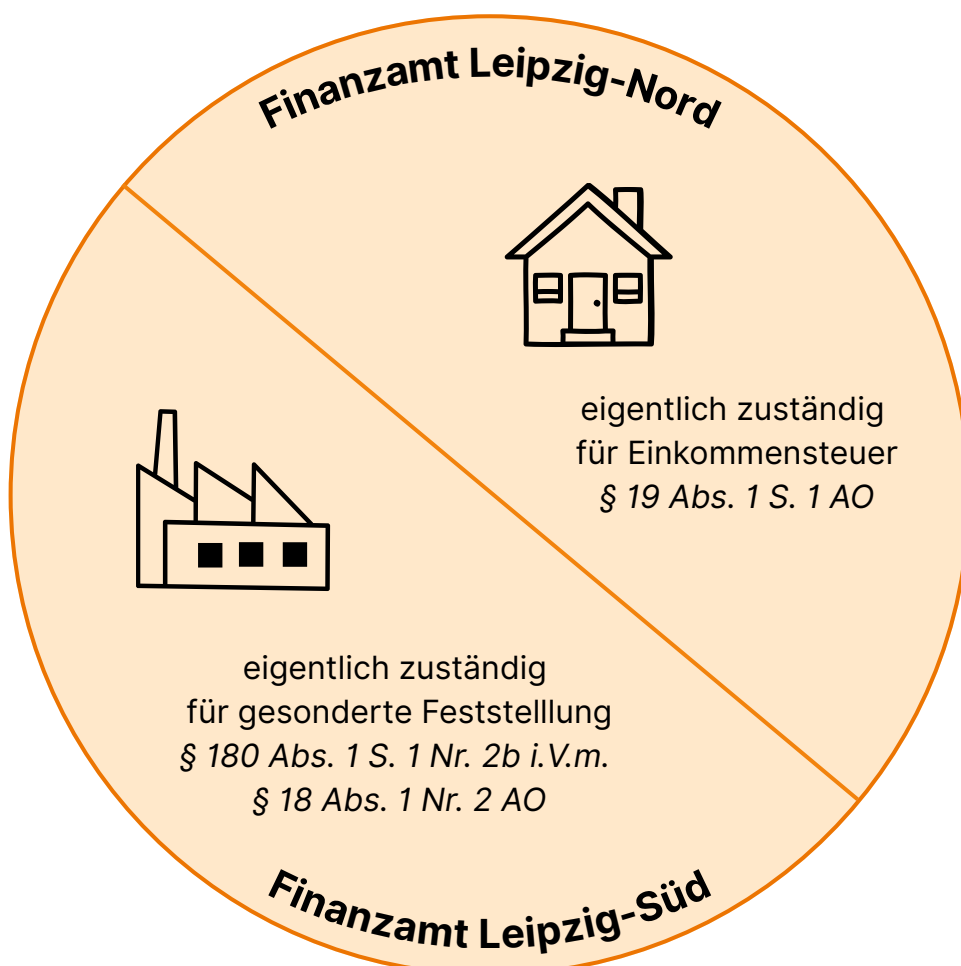 Finanzamt Leipzig-Nord
eigentlich zuständig
für Einkommensteuer
§ 19 Abs. 1 S. 1 AO
eigentlich zuständig
für gesonderte Feststelllung
§ 180 Abs. 1 S. 1 Nr. 2b i.V.m.
§ 18 Abs. 1 Nr. 2 AO
Finanzamt Leipzig-Süd